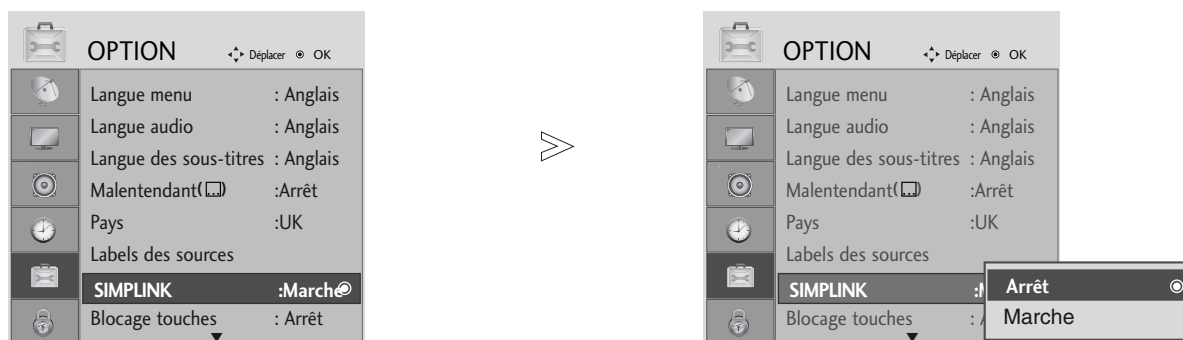 OPTION Déplacer OK
Langue menu : Anglais
Langue audio : Anglais
Langue des sous-titres : Anglais
Malentendant( ) :Arrêt
Pays :UK
Labels des sources
SIMPLINK :Marche
Blocage touches : Arrêt
OPTION Déplacer OK
Langue menu : Anglais
Langue audio : Anglais
Langue des sous-titres : Anglais
Malentendant( ) :Arrêt
Pays :UK
Labels des sources
SIMPLINK :
Blocage touches :
Arrêt
Marche